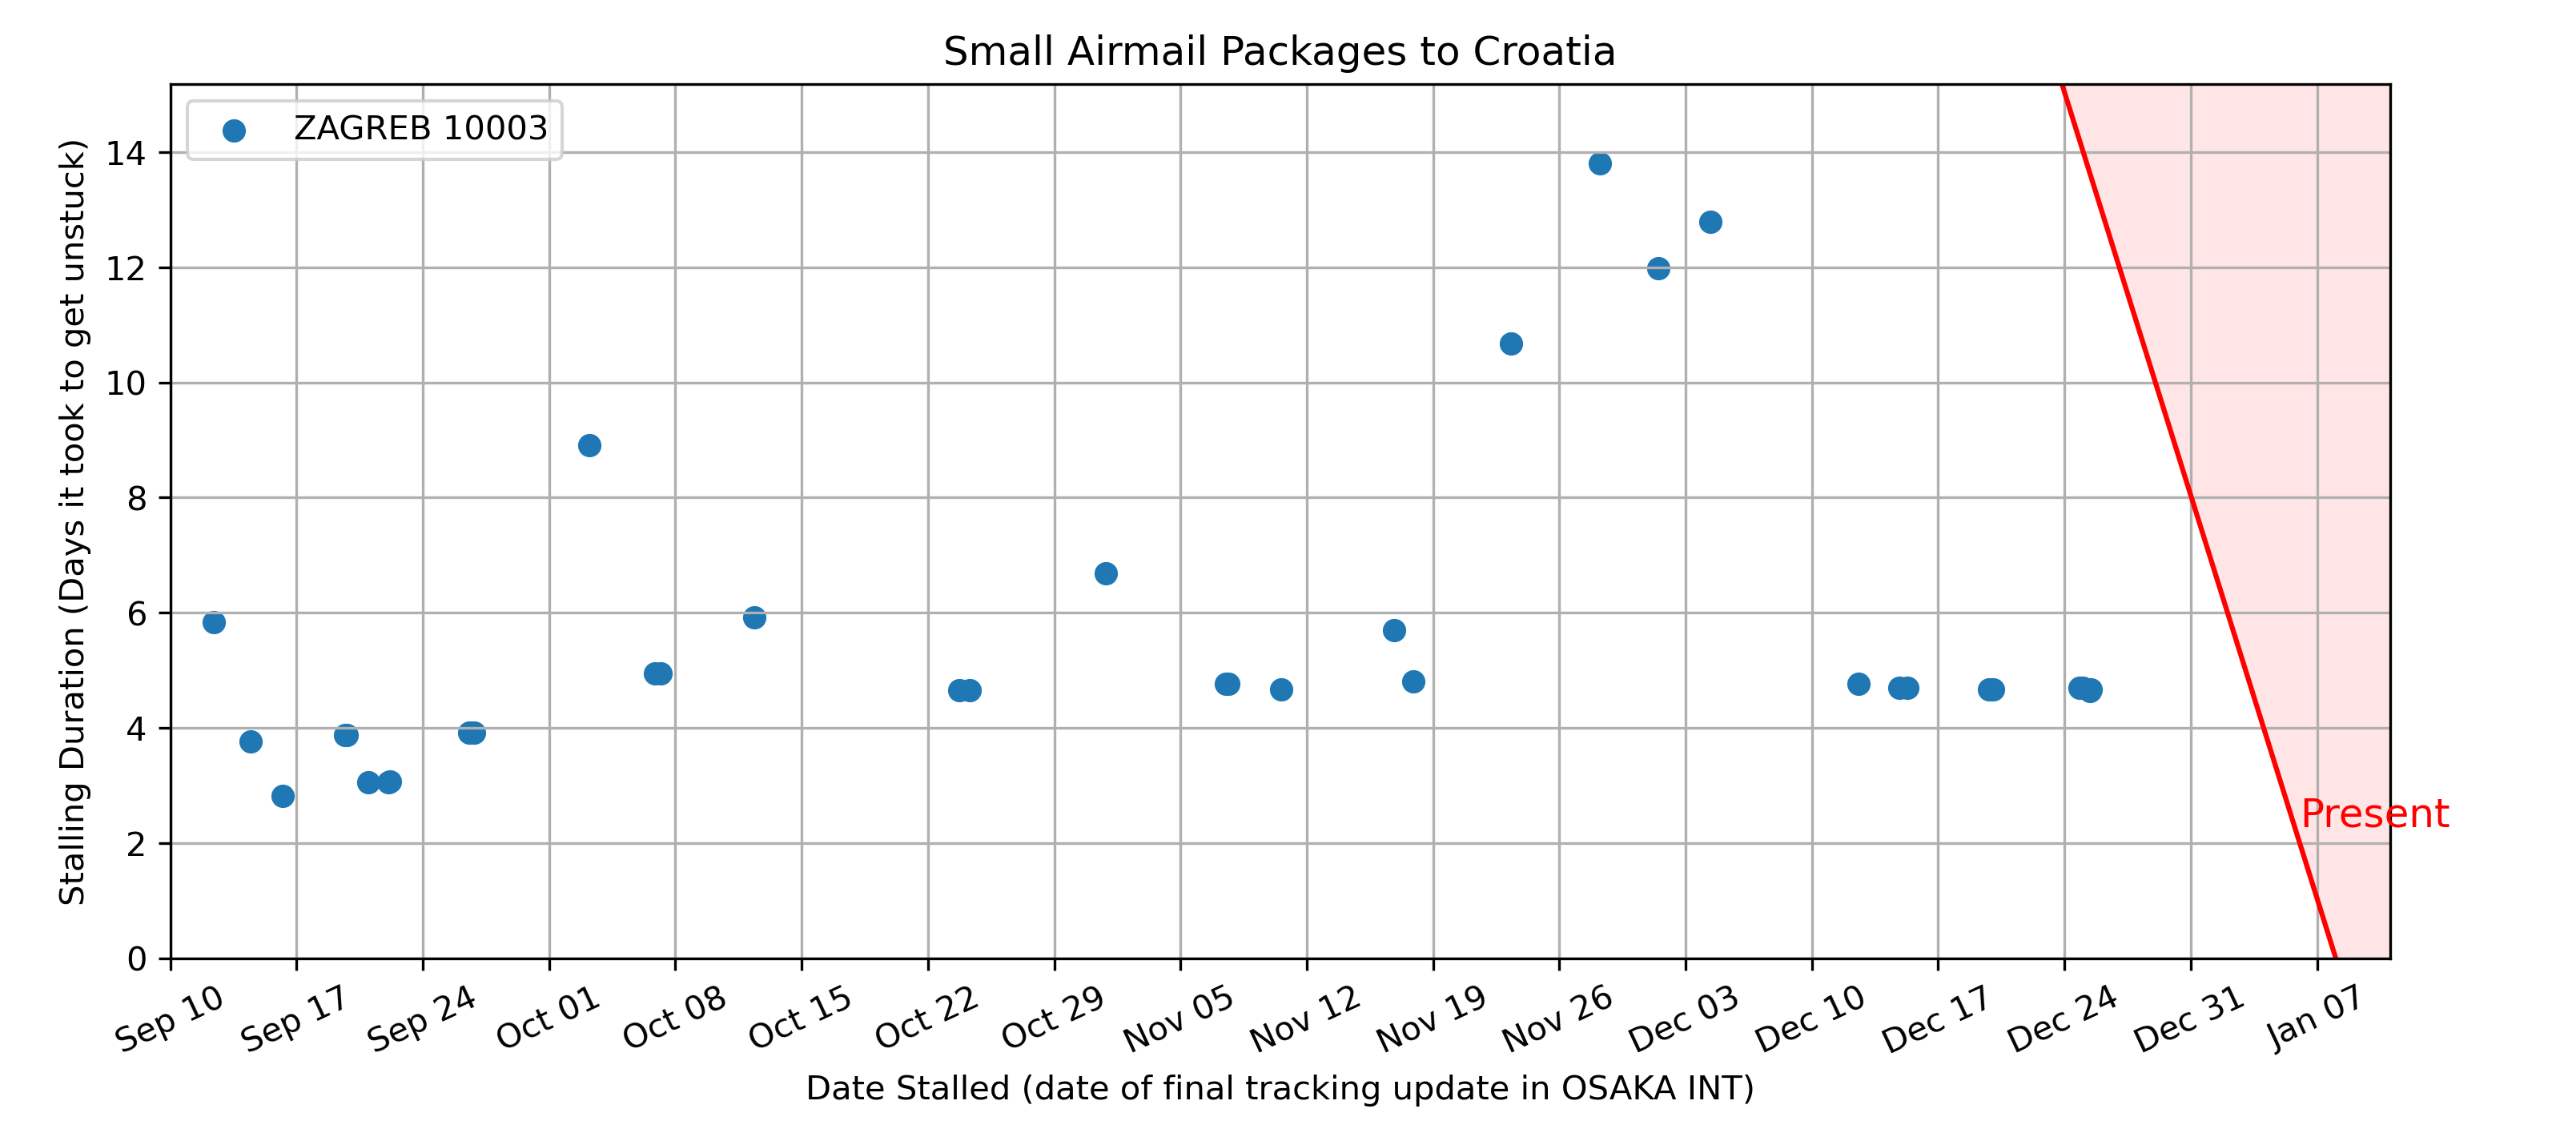 Small Airmail Packages to Croatia
ZAGREB 10003
Stalling Duration (Days it took to get unstuck)
14
12
10
8
6
4
2
0
Present
Sep 10 Sep 17 Sep 24 Oct 01 Oct 08 Oct 15 Oct 22 Oct 29 Nov 05 Nov 12 Nov 19 Nov 26 Dec 03 Dec 10 Dec 17 Dec 24 Dec 31 Jan 07
Date Stalled (date of final tracking update in OSAKA INT)